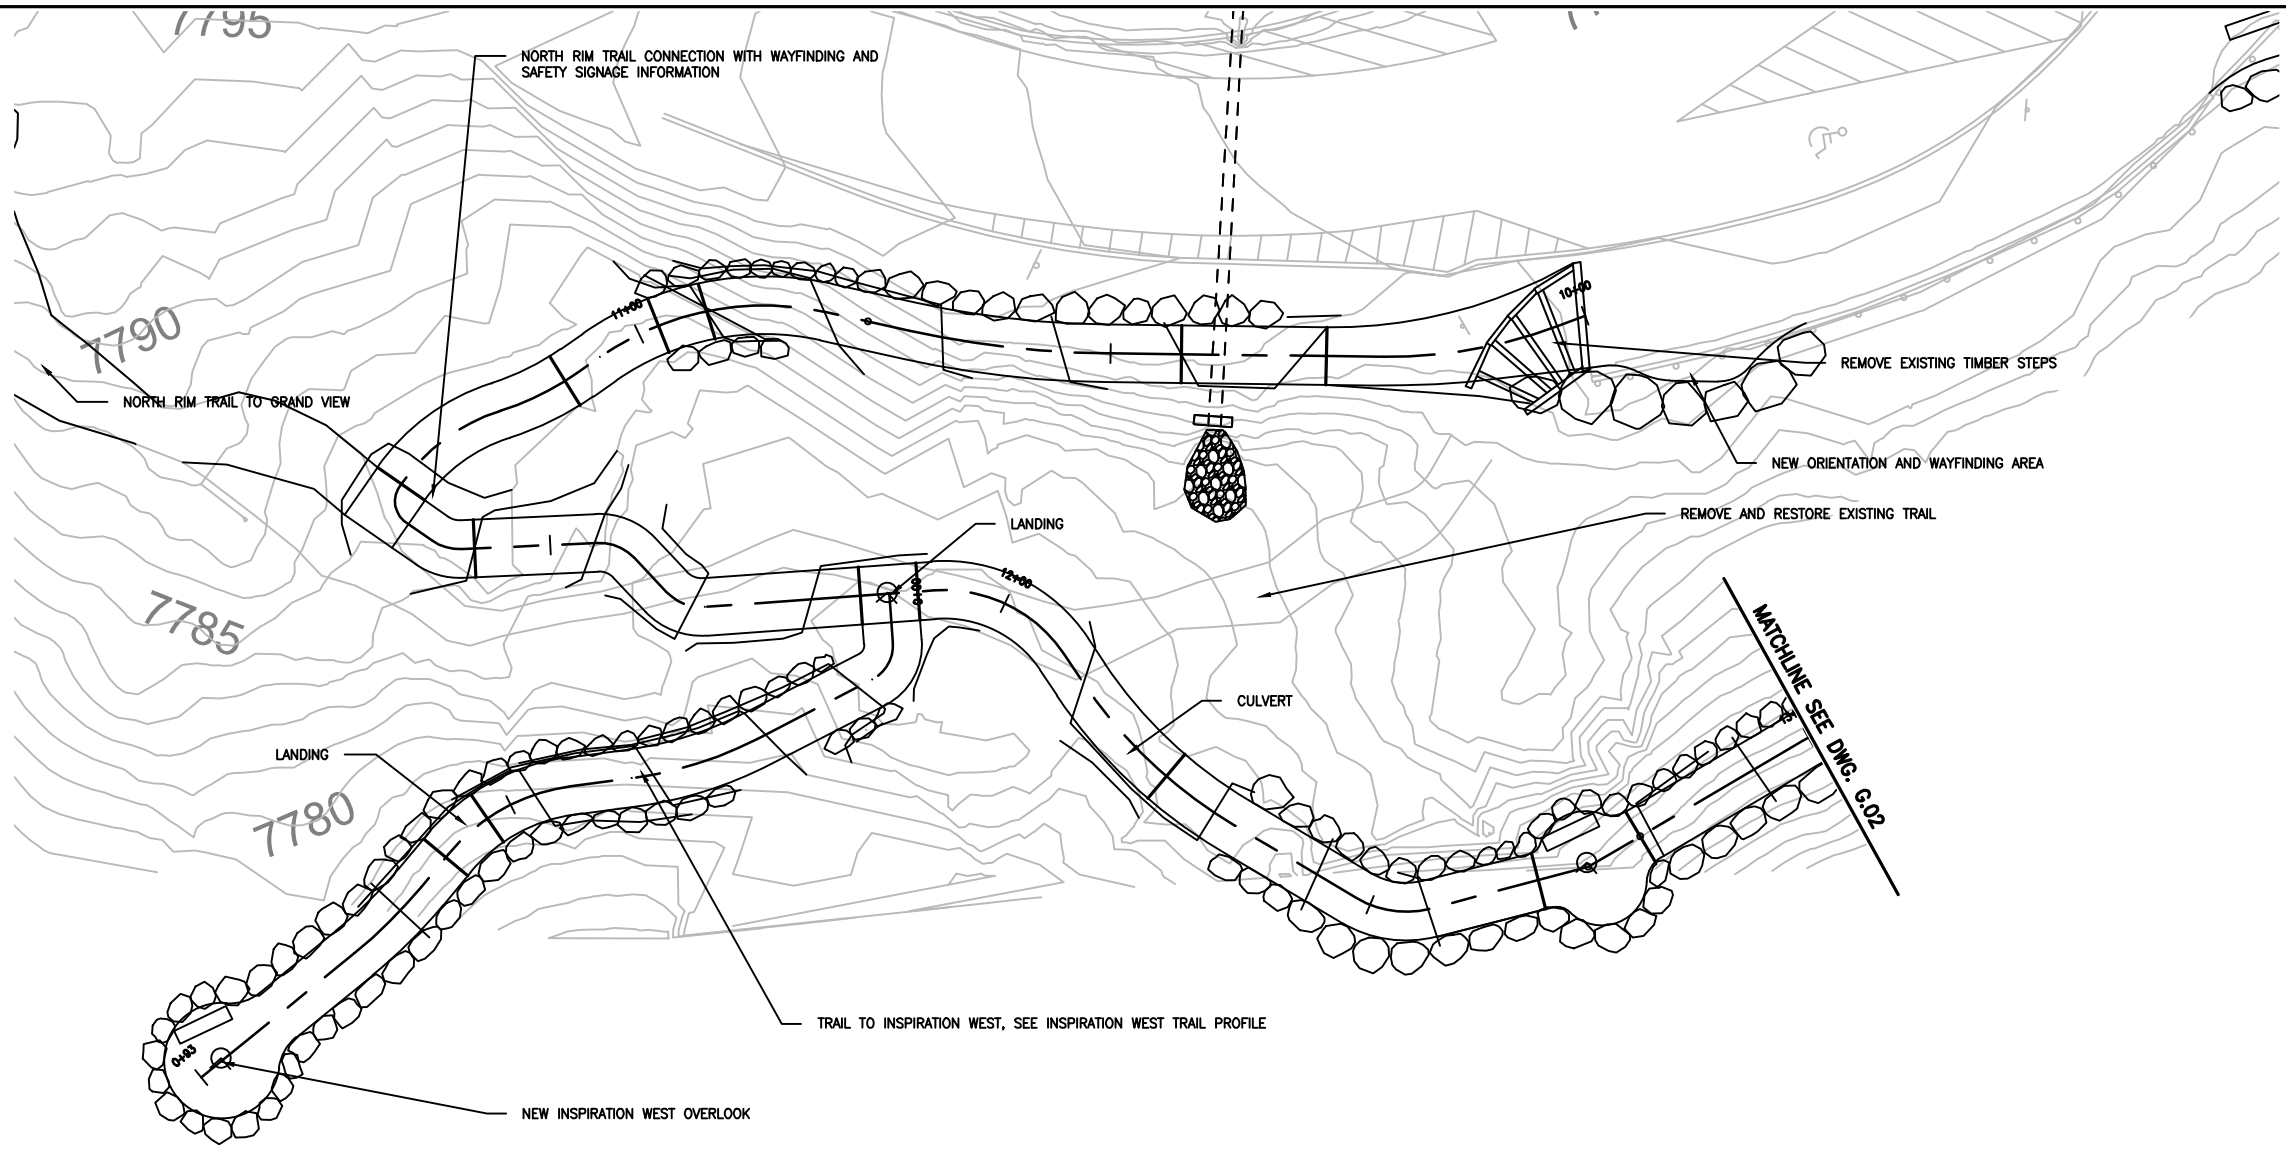 7795
NORTH RIM TRAIL CONNECTION WITH WAYFINDING AND
SAFETY SIGNAGE INFORMATION
10+00
11+00
7790
REMOVE EXISTING TIMBER STEPS
NORTH RIM TRAIL TO GRAND VIEW
NEW ORIENTATION AND WAYFINDING AREA
REMOVE AND RESTORE EXISTING TRAIL
LANDING
12+00
0+00
7785
MATCHLINE SEE DWG. G.02
CULVERT
LANDING
7780
TRAIL TO INSPIRATION WEST, SEE INSPIRATION WEST TRAIL PROFILE
0+93
NEW INSPIRATION WEST OVERLOOK